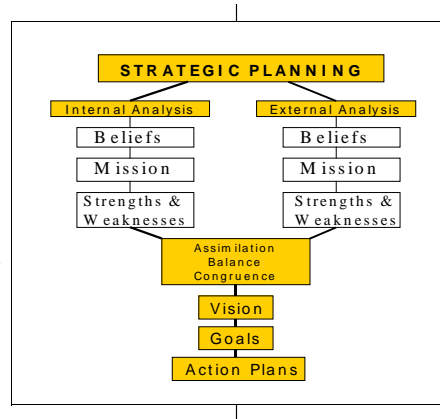 STRATEGIC PLANNING
Internal Analysis
Beliefs
Mission
Strengths &
Weaknesses
External Analysis
Beliefs
Mission
Strengths &
Weaknesses
Assimilation
Balance
Congruence
Vision
Goals
Action Plans